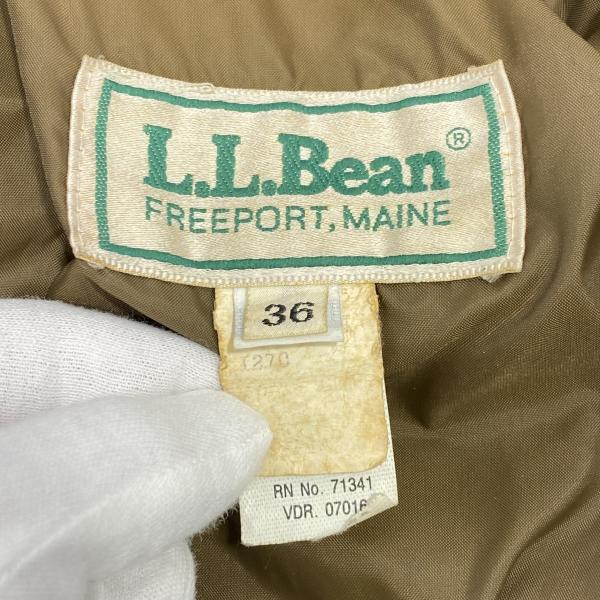 L.L.Bean®
FREEPORT, MAINE
36
RN No. 71341
VDR. 07016